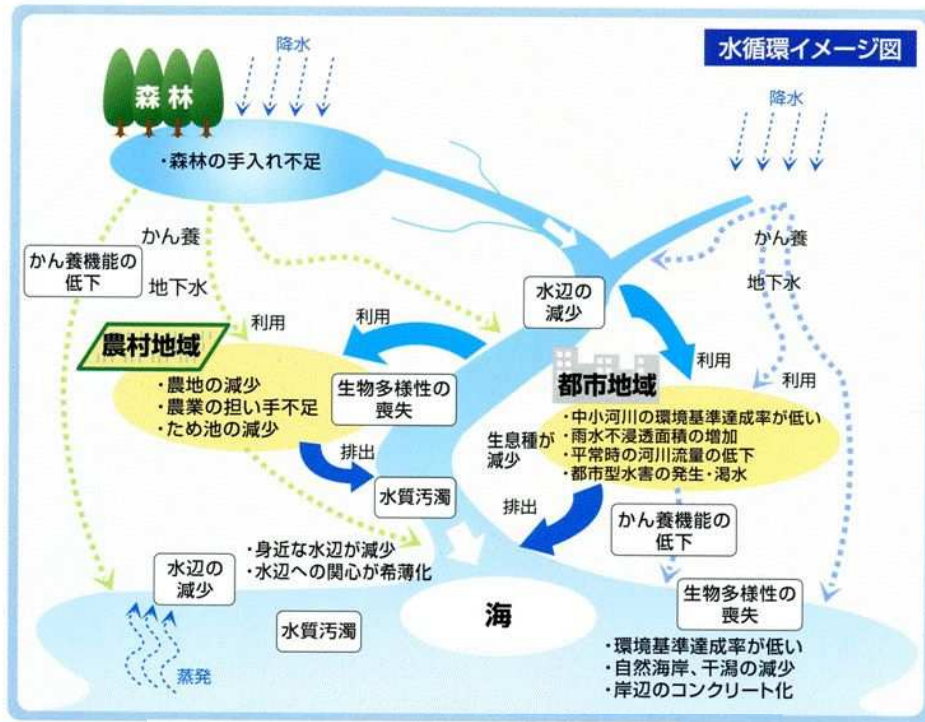 水循環イメージ図
降水
降水
森林
・森林の手入れ不足
かん養
かん養機能の
低下
地下水
かん養
地下水
水辺の
減少
利用
利用
農村地域
・農地の減少
・農業の担い手不足
・ため池の減少
生物多様性の
喪失
利用
利用
都市地域
・中小河川の環境基準達成率が低い
・雨水不浸透面積の増加
・平常時の河川流量の低下
・都市型水害の発生・渇水
生息種が
減少
排出
水質汚濁
排出
かん養機能の
低下
・身近な水辺が減少
・水辺への関心が希薄化
水辺の
減少
水質汚濁
海
生物多様性の
喪失
・環境基準達成率が低い
・自然海岸、干潟の減少
・岸辺のコンクリート化
蒸発